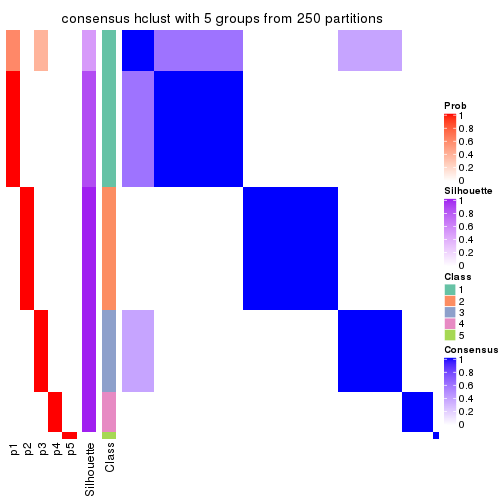 consensus hclust with 5 groups from 250 partitions
Prob
1
0.8
0.6
0.4
0.2
0
Silhouette
1
0.8
0.6
0.4
0.2
0
Class
1
2
3
4
5
Consensus
1
0.8
0.6
0.4
0.2
0
p1
p2
p3
p4
p5
Silhouette
Class